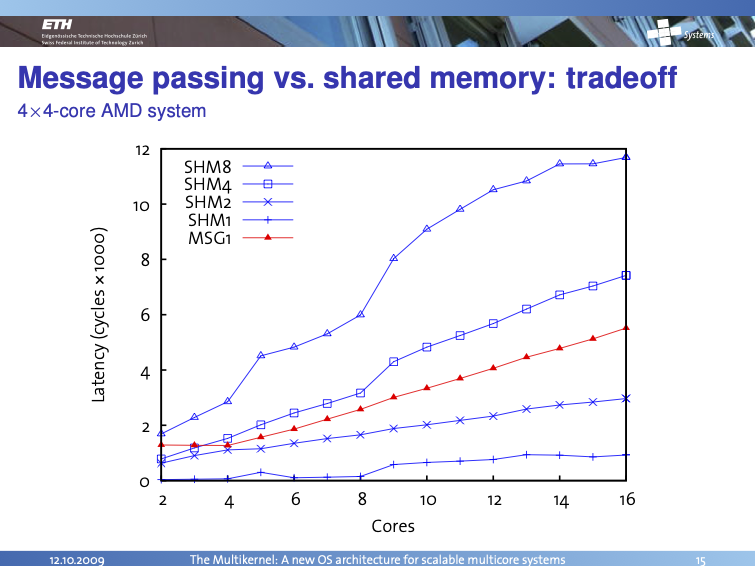 ETH
Eidgenössische Technische Hochschule Zürich
Swiss Federal Institute of Technology Zurich
Systems
Message passing vs. shared memory: tradeoff
4×4-core AMD system
12
10
8
6
4
2
0
Latency (cycles × 1000)
SHM8
SHM4
SHM2
SHM1
MSG1
2 4 6 8 10 12 14 16
Cores
12.10.2009 The Multikernel: A new OS architecture for scalable multicore systems 15